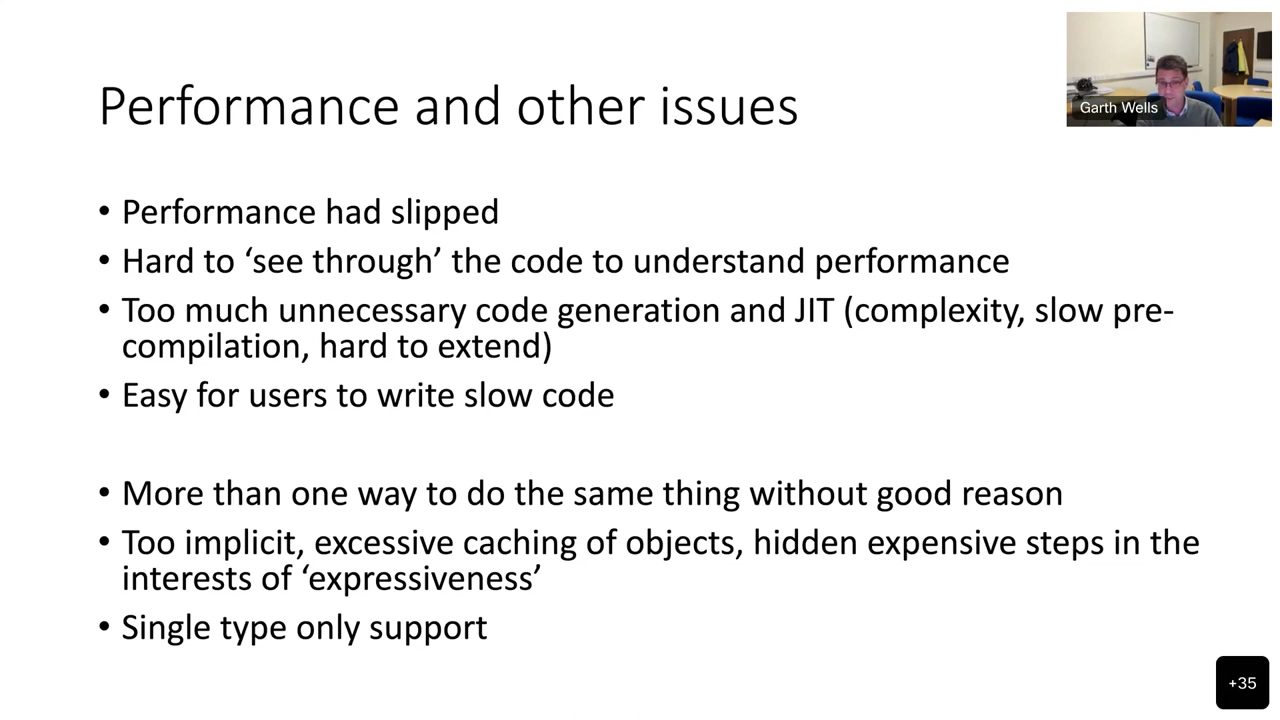 Performance and other issues
Garth Wells
• Performance had slipped
• Hard to ‘see through’ the code to understand performance
• Too much unnecessary code generation and JIT (complexity, slow pre-
compilation, hard to extend)
• Easy for users to write slow code
• More than one way to do the same thing without good reason
• Too implicit, excessive caching of objects, hidden expensive steps in the
interests of ‘expressiveness’
• Single type only support
+35